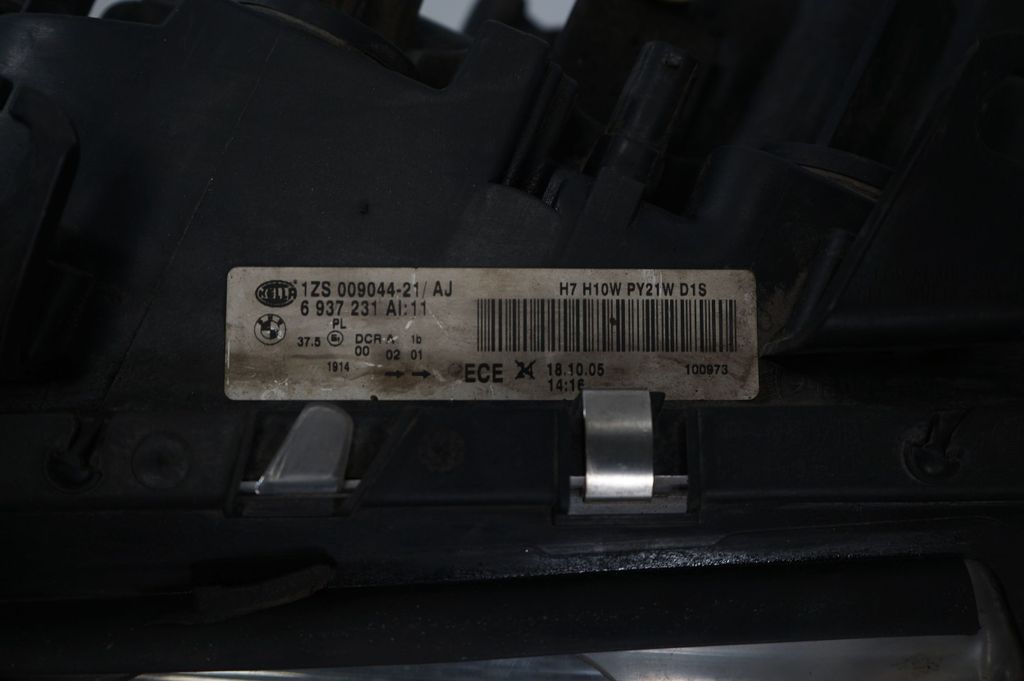 HELLA 1ZS 009044-21/ AJ
6 937 231 AI:11
H7 H10W PY21W D1S
PL
37.5 DCR A 1b
00 02 01
1914
ECE
18.10.05
14:16
100973